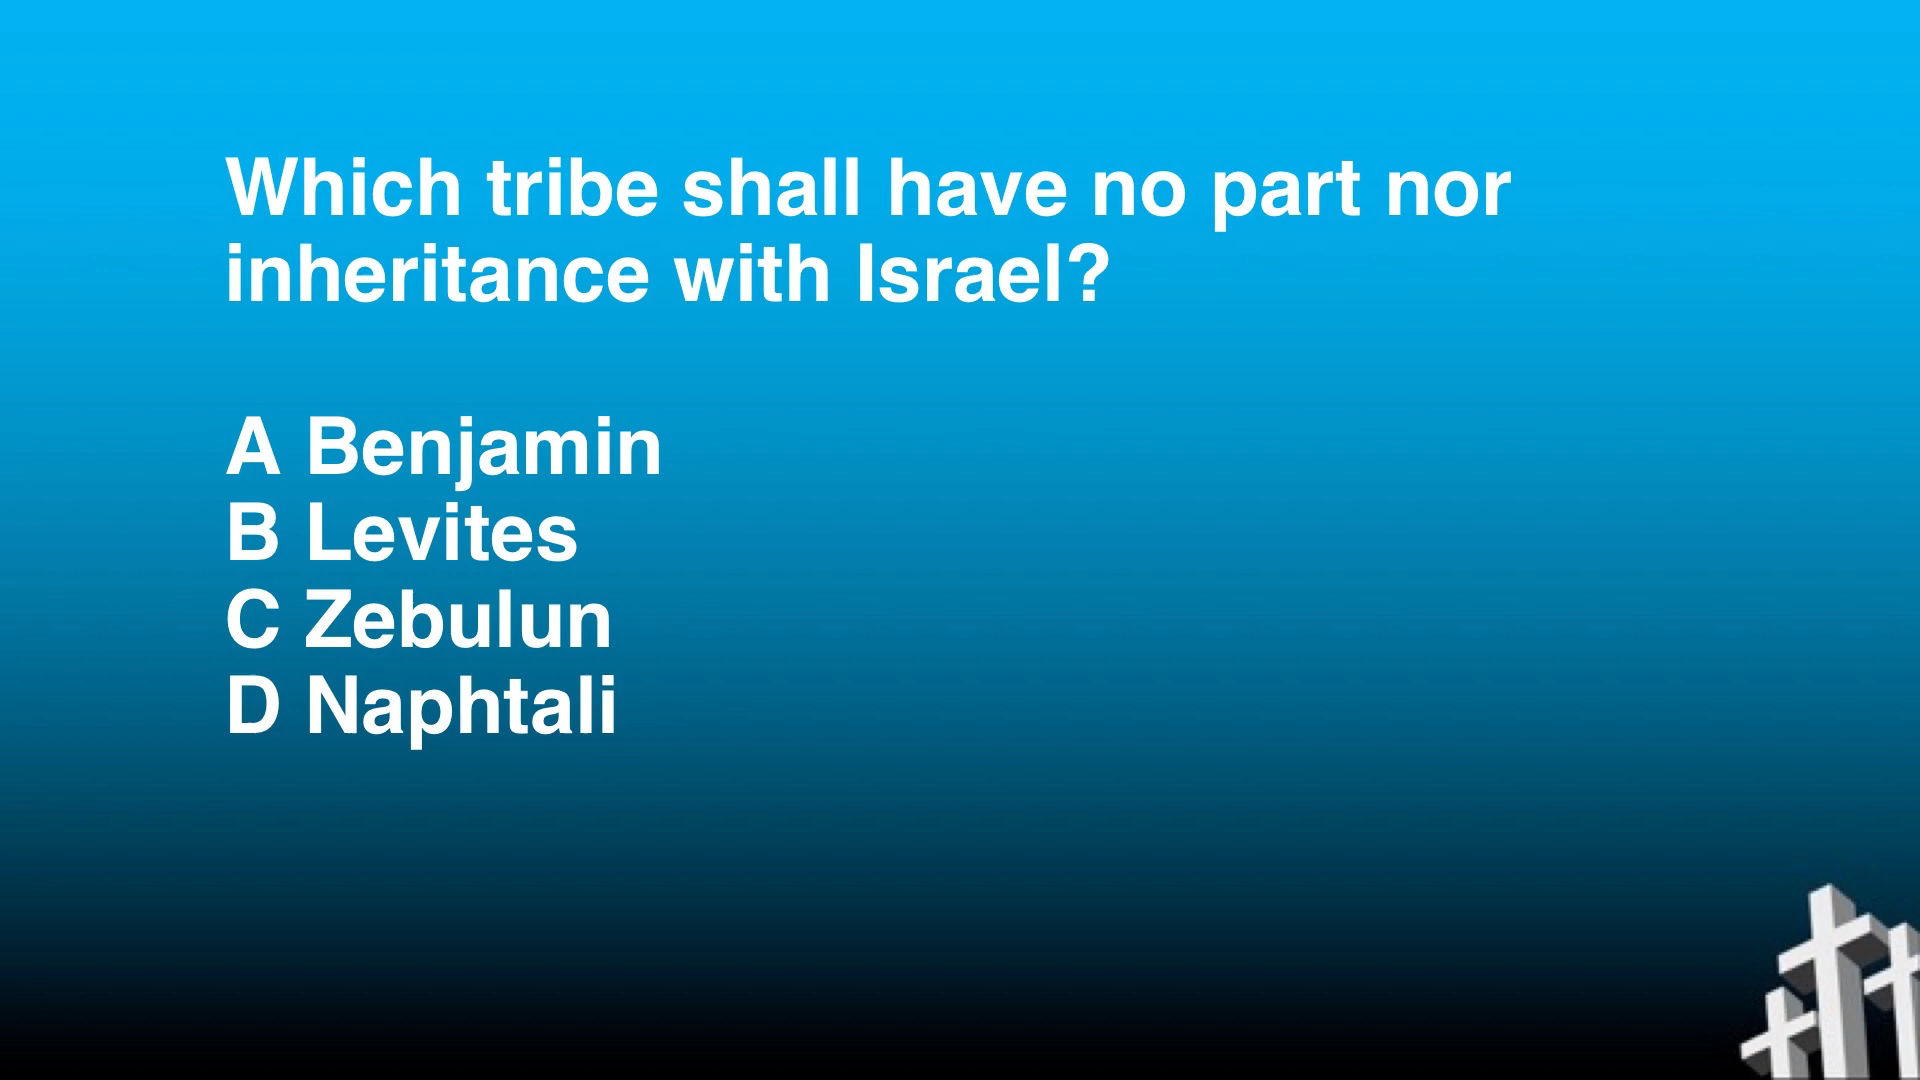 Which tribe shall have no part nor
inheritance with Israel?
A Benjamin
B Levites
C Zebulun
D Naphtali